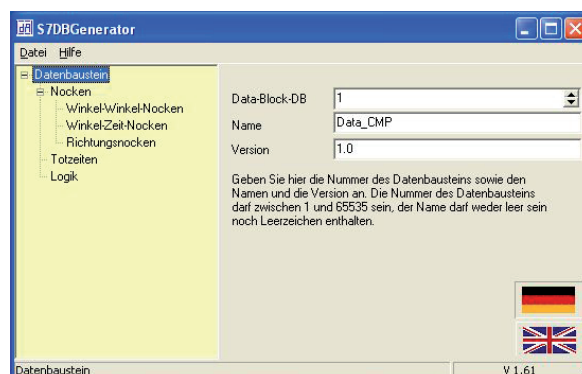 S7DBGenerator
Datei Hilfe
Datenbaustein
Nocken
Winkel-Winkel-Nocken
Winkel-Zeit-Nocken
Richtungsnocken
Totzeiten
Logik
Data-Block-DB 1
Name Data_CMP
Version 1.0
Geben Sie hier die Nummer des Datenbausteins sowie den
Namen und die Version an. Die Nummer des Datenbausteins
darf zwischen 1 und 65535 sein, der Name darf weder leer sein
noch Leerzeichen enthalten.
Datenbaustein V 1.61